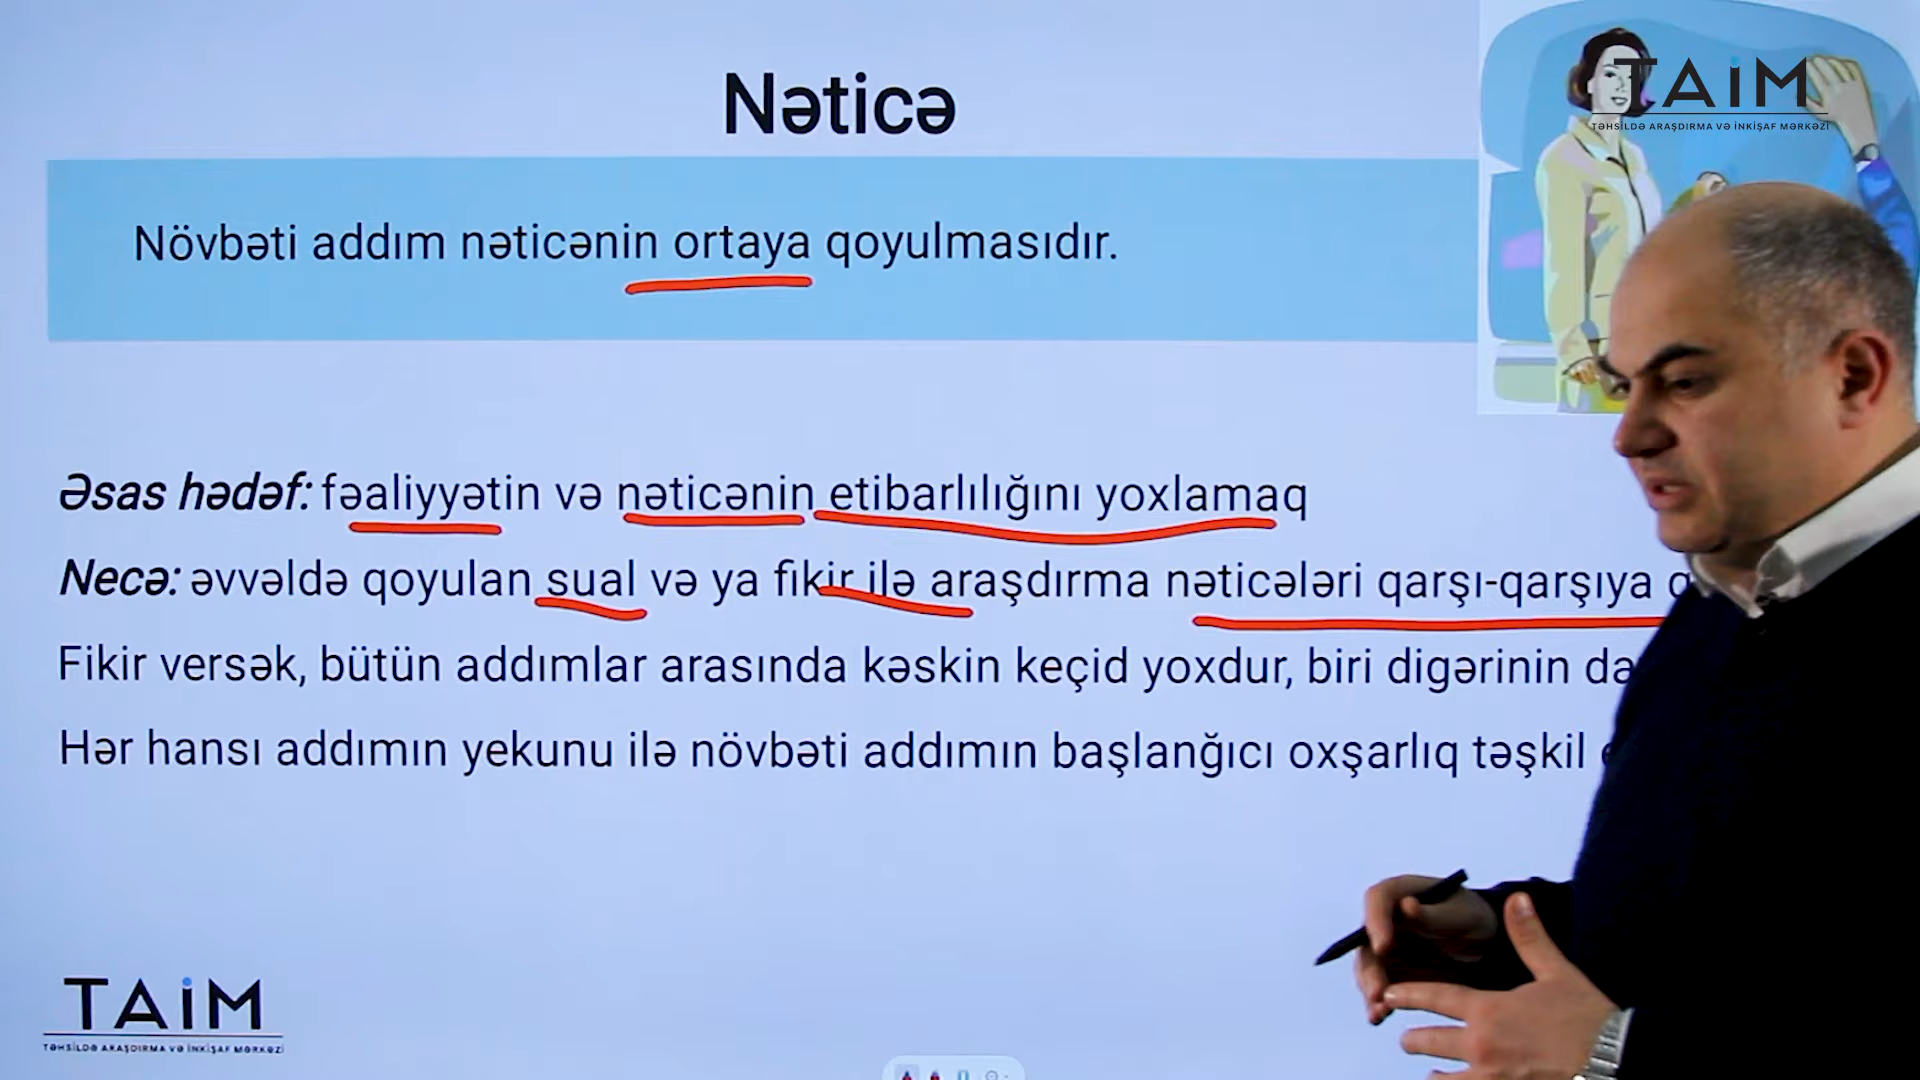 Nəticə
TAİM
TƏHSİLDƏ ARAŞDIRMA VƏ İNKİŞAF MƏRKƏZİ
Növbəti addım nəticənin ortaya qoyulmasıdır.
Əsas hədəf: fəaliyyətin və nəticənin etibarlılığını yoxlamaq
Necə: əvvəldə qoyulan sual və ya fikir ilə araşdırma nəticələri qarşı-qarşıya
Fikir versək, bütün addımlar arasında kəskin keçid yoxdur, biri digərinin
Hər hansı addımın yekunu ilə növbəti addımın başlanğıcı oxşarlıq təşkil
TAİM
TƏHSİLDƏ ARAŞDIRMA VƏ İNKİŞAF MƏRKƏZİ